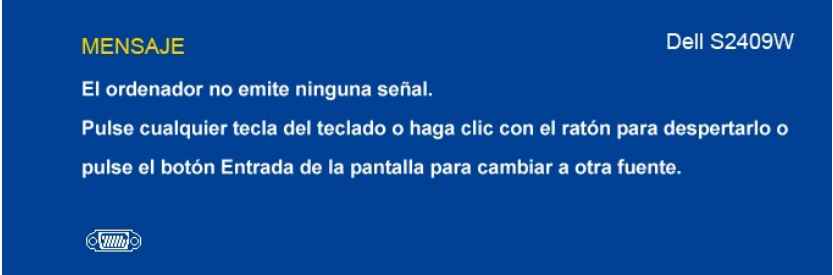 MENSAJE
Dell S2409W
El ordenador no emite ninguna señal.
Pulse cualquier tecla del teclado o haga clic con el ratón para despertarlo o
pulse el botón Entrada de la pantalla para cambiar a otra fuente.